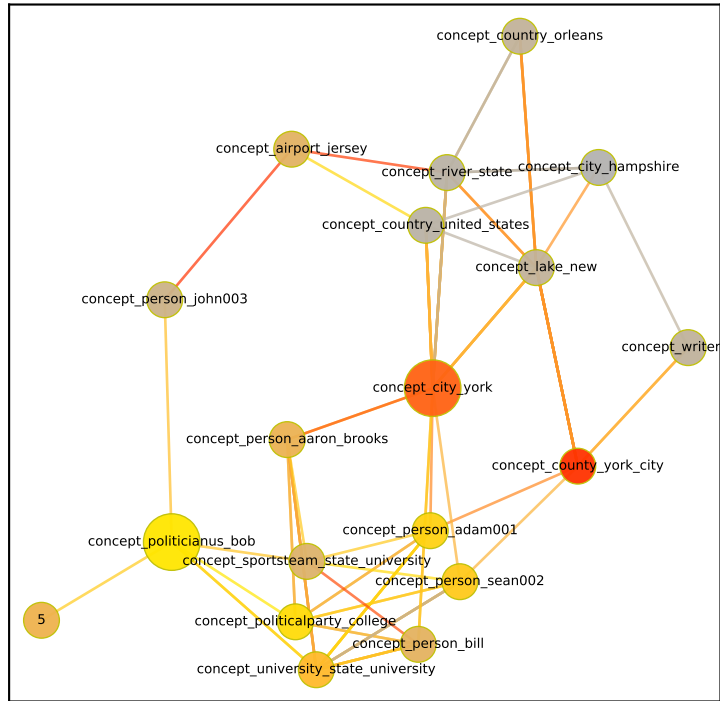 concept_country_orleans
concept_airport_jersey
concept_city_hampshire
concept_river_state
concept_country_united_states
concept_lake_new
concept_person_john003
concept_writer
concept_city_york
concept_person_aaron_brooks
concept_county_york_city
concept_person_adam001
concept_politicianus_bob
concept_sportsteam_state_university
concept_person_sean002
5
concept_politicalparty_college
concept_person_bill
concept_university_state_university